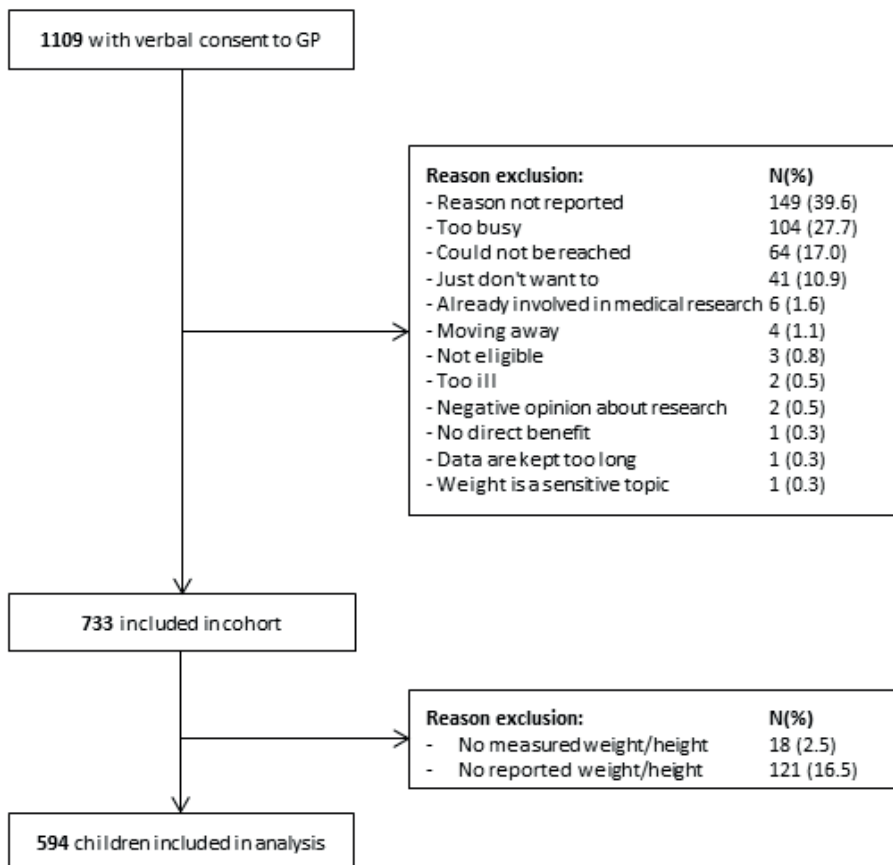 1109 with verbal consent to GP
Reason exclusion: N(%)
- Reason not reported 149 (39.6)
- Too busy 104 (27.7)
- Could not be reached 64 (17.0)
- Just don't want to 41 (10.9)
- Already involved in medical research 6 (1.6)
- Moving away 4 (1.1)
- Not eligible 3 (0.8)
- Too ill 2 (0.5)
- Negative opinion about research 2 (0.5)
- No direct benefit 1 (0.3)
- Data are kept too long 1 (0.3)
- Weight is a sensitive topic 1 (0.3)
733 included in cohort
Reason exclusion: N(%)
- No measured weight/height 18 (2.5)
- No reported weight/height 121 (16.5)
594 children included in analysis